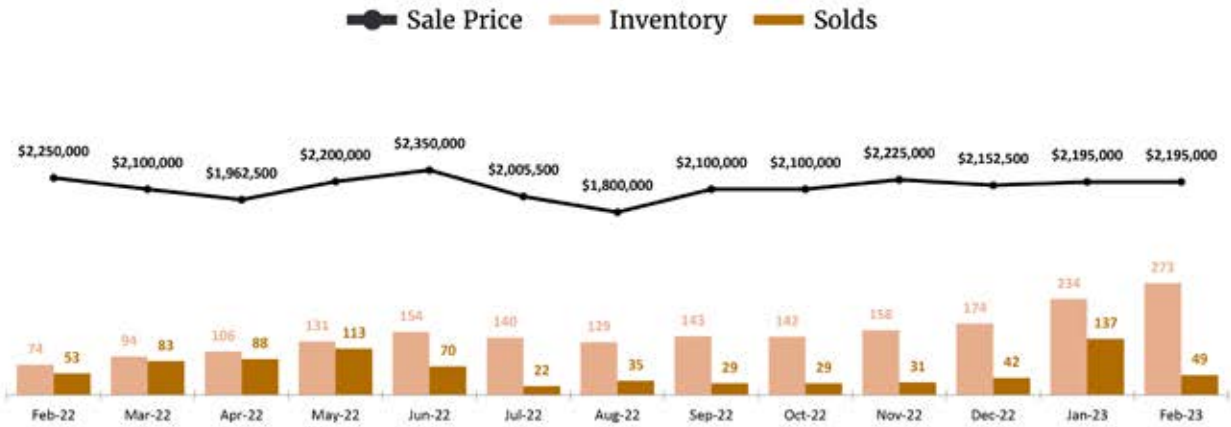 Sale Price Inventory Solds
$2,250,000 $2,100,000 $1,962,500 $2,200,000 $2,350,000 $2,005,500 $1,800,000 $2,100,000 $2,100,000 $2,225,000 $2,152,500 $2,195,000 $2,195,000
74 94 106 131 154 140 129 143 142 158 174 234 273
53 83 88 113 70 22 35 29 29 31 42 137 49
Feb-22 Mar-22 Apr-22 May-22 Jun-22 Jul-22 Aug-22 Sep-22 Oct-22 Nov-22 Dec-22 Jan-23 Feb-23